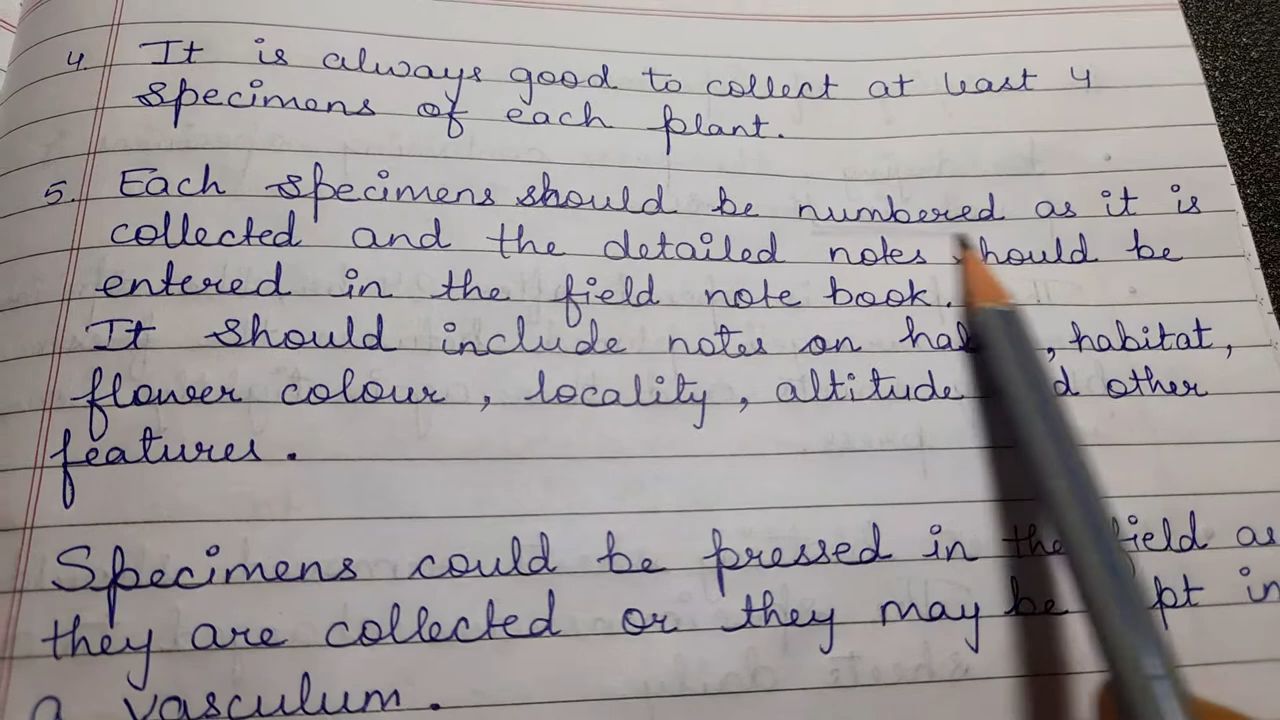 4. It is always good to collect at least 4
specimens of each plant.
5. Each specimens should be numbered as it is
collected and the detailed notes should be
entered in the field note book.
It should include notes on , habitat,
flower colour, locality, altitude other
features.
Specimens could be pressed in the field as
they are collected or they may be in
a vasculum.